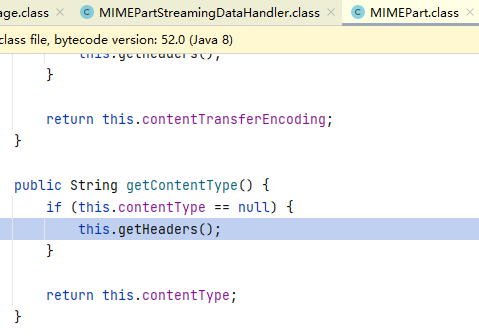 age.class × MIMEPartStreamingDataHandler.class × MIMEPart.class ×
class file, bytecode version: 52.0 (Java 8)
this.getHeaders();
}
return this.contentTransferEncoding;
}
public String getContentType() {
if (this.contentType == null) {
this.getHeaders();
}
return this.contentType;
}